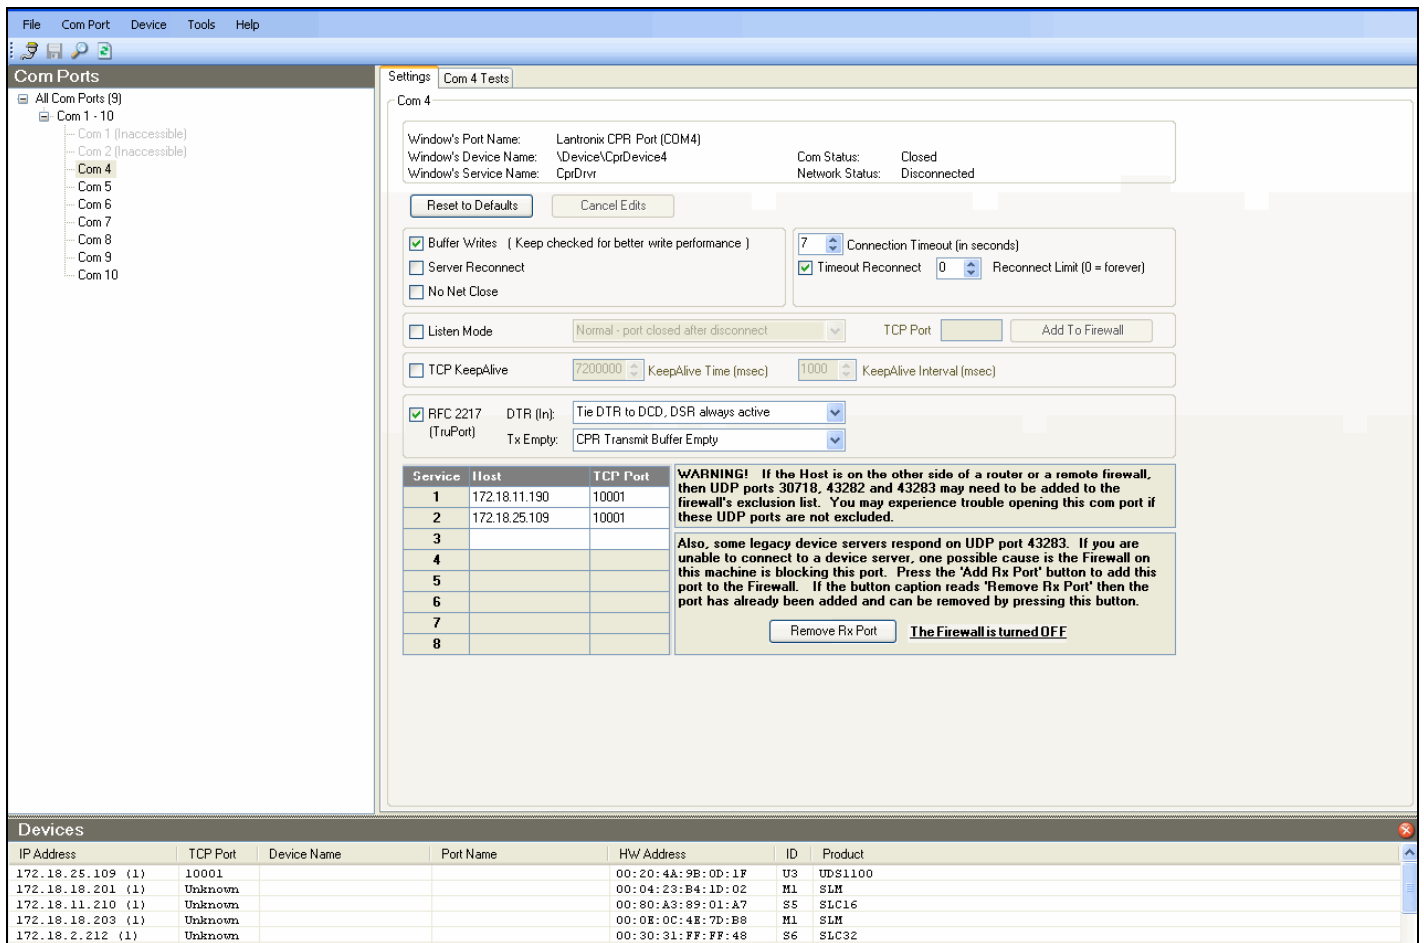 File Com Port Device Tools Help
Com Ports
All Com Ports (9)
Com 1 - 10
Com 1 (Inaccessible)
Com 2 (Inaccessible)
Com 4
Com 5
Com 6
Com 7
Com 8
Com 9
Com 10
Settings Com 4 Tests
Com 4
Window's Port Name: Lantronix CPR Port (COM4)
Window's Device Name: \Device\CprDevice4 Com Status: Closed
Window's Service Name: CprDrvr Network Status: Disconnected
Reset to Defaults Cancel Edits
Buffer Writes ( Keep checked for better write performance )
Server Reconnect
No Net Close
7 Connection Timeout (in seconds)
Timeout Reconnect 0 Reconnect Limit (0 = forever)
Listen Mode Normal - port closed after disconnect TCP Port Add To Firewall
TCP KeepAlive 7200000 KeepAlive Time (msec) 1000 KeepAlive Interval (msec)
RFC 2217 DTR (In): Tie DTR to DCD, DSR always active
(TruPort) Tx Empty: CPR Transmit Buffer Empty
Service Host TCP Port
1 172.18.11.190 10001
2 172.18.25.109 10001
3
4
5
6
7
8
WARNING! If the Host is on the other side of a router or a remote firewall,
then UDP ports 30718, 43282 and 43283 may need to be added to the
firewall's exclusion list. You may experience trouble opening this com port if
these UDP ports are not excluded.
Also, some legacy device servers respond on UDP port 43283. If you are
unable to connect to a device server, one possible cause is the Firewall on
this machine is blocking this port. Press the 'Add Rx Port' button to add this
port to the Firewall. If the button caption reads 'Remove Rx Port' then the
port has already been added and can be removed by pressing this button.
Remove Rx Port The Firewall is turned OFF
Devices
IP Address TCP Port Device Name Port Name HW Address ID Product
172.18.25.109 (1) 10001 00:20:4A:9B:0D:1F U3 UDS1100
172.18.18.201 (1) Unknown 00:04:23:B4:1D:02 M1 SLM
172.18.11.210 (1) Unknown 00:80:A3:89:01:A7 S5 SLC16
172.18.18.203 (1) Unknown 00:0E:0C:4E:7D:B8 M1 SLM
172.18.2.212 (1) Unknown 00:30:31:FF:FF:48 S6 SLC32